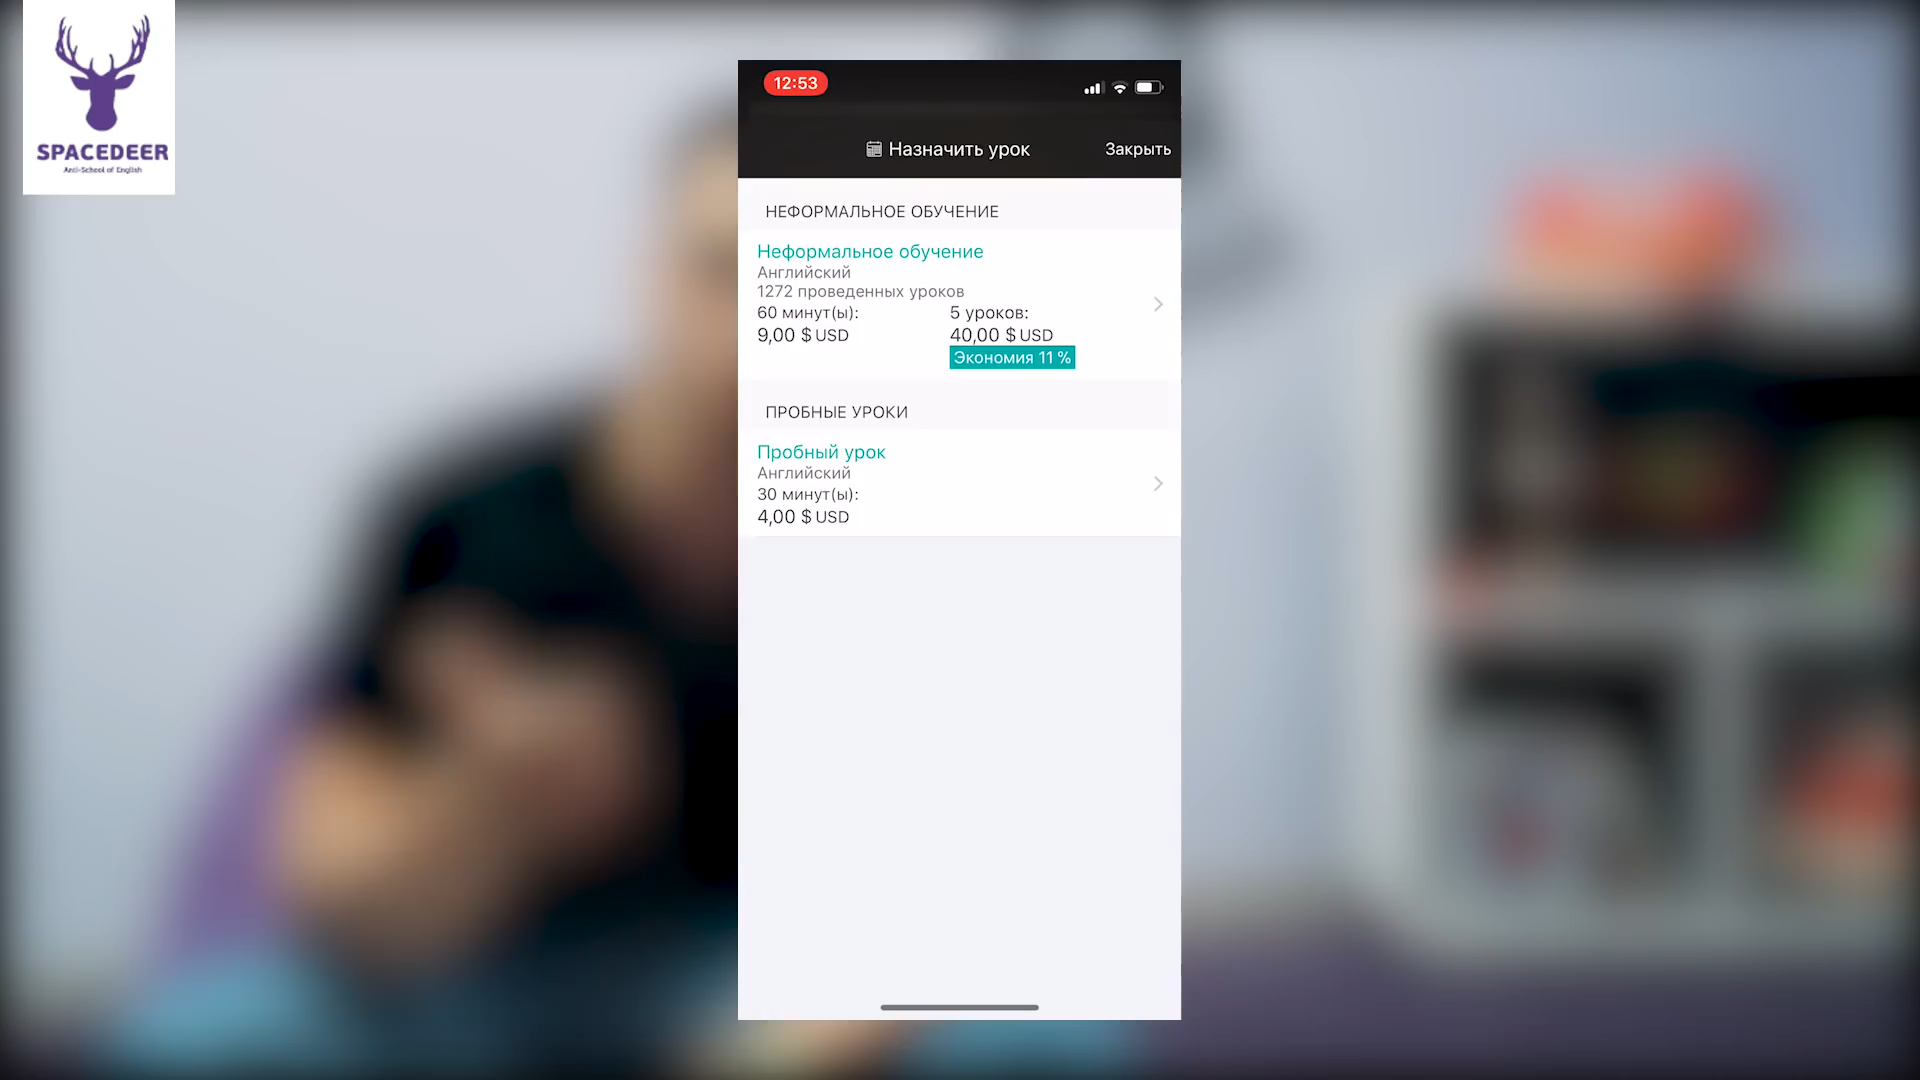 SPACEDEER
Anti-School of English
12:53
Назначить урок
Закрыть
НЕФОРМАЛЬНОЕ ОБУЧЕНИЕ
Неформальное обучение
Английский
1272 проведенных уроков
60 минут(ы):
5 уроков:
9,00 $ USD
40,00 $ USD
Экономия 11 %
ПРОБНЫЕ УРОКИ
Пробный урок
Английский
30 минут(ы):
4,00 $ USD